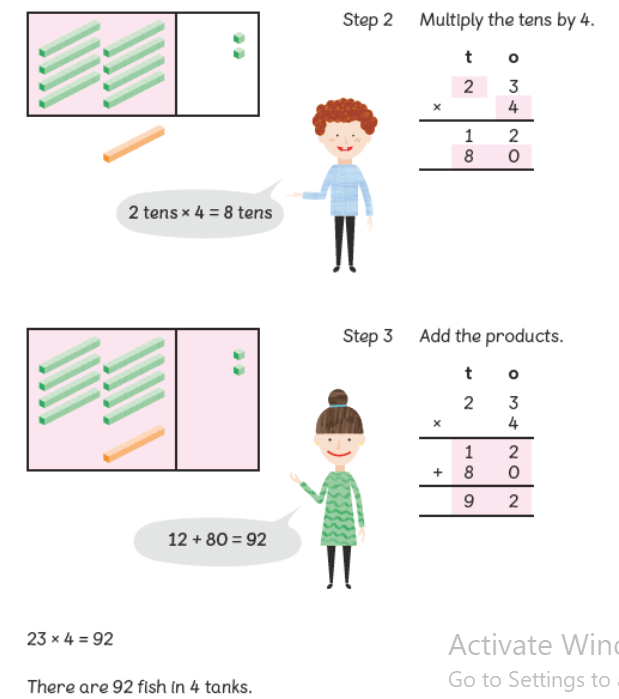 Step 2 Multiply the tens by 4.
t o
2 3
× 4
1 2
8 0
2 tens × 4 = 8 tens
Step 3 Add the products.
t o
2 3
× 4
1 2
+ 8 0
9 2
12 + 80 = 92
23 × 4 = 92
Activate Win
There are 92 fish in 4 tanks.
Go to Settings to